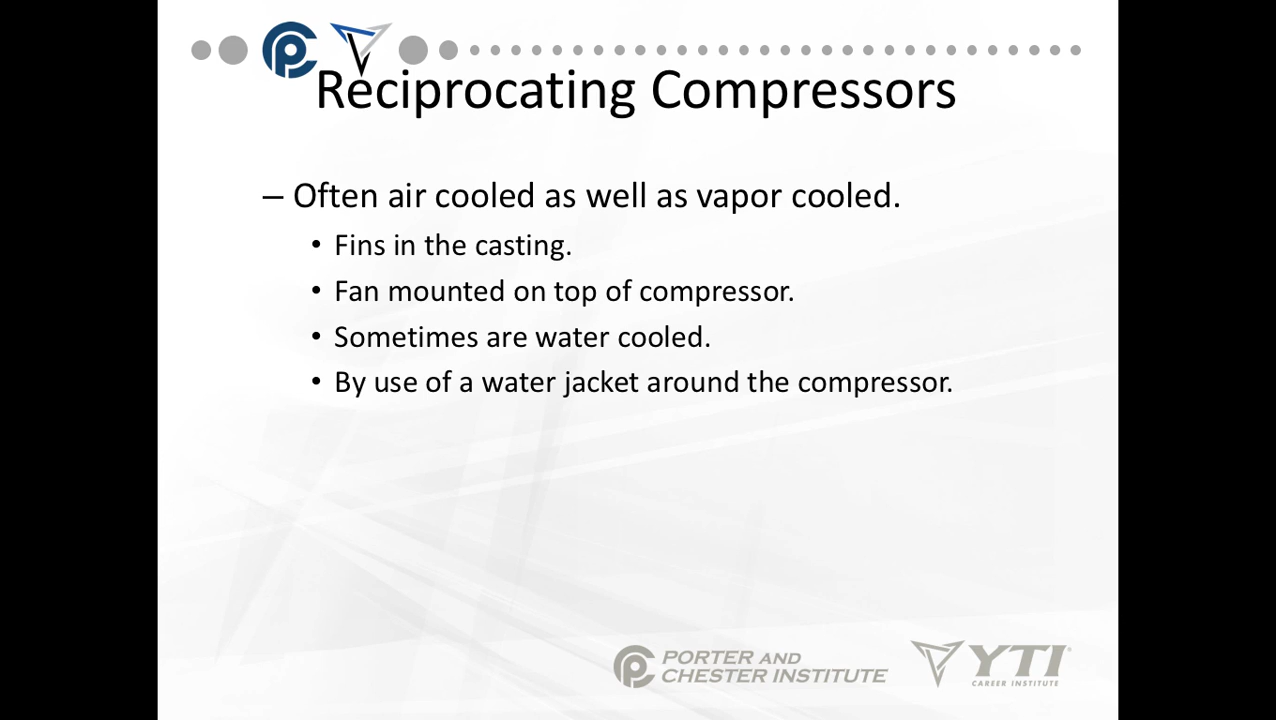 Reciprocating Compressors
– Often air cooled as well as vapor cooled.
• Fins in the casting.
• Fan mounted on top of compressor.
• Sometimes are water cooled.
• By use of a water jacket around the compressor.
PORTER AND
CHESTER INSTITUTE
YTI
CAREER INSTITUTE